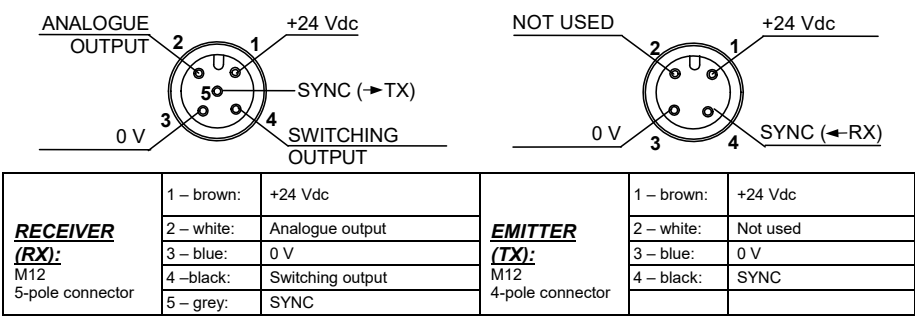 ANALOGUE
OUTPUT
+24 Vdc
2
1
5
SYNC (→TX)
3
4
0 V
SWITCHING
OUTPUT
NOT USED
+24 Vdc
2
1
0 V
3
4
SYNC (←RX)
RECEIVER
(RX):
M12
5-pole connector
1 – brown: +24 Vdc
2 – white: Analogue output
3 – blue: 0 V
4 –black: Switching output
5 – grey: SYNC
EMITTER
(TX):
M12
4-pole connector
1 – brown: +24 Vdc
2 – white: Not used
3 – blue: 0 V
4 – black: SYNC